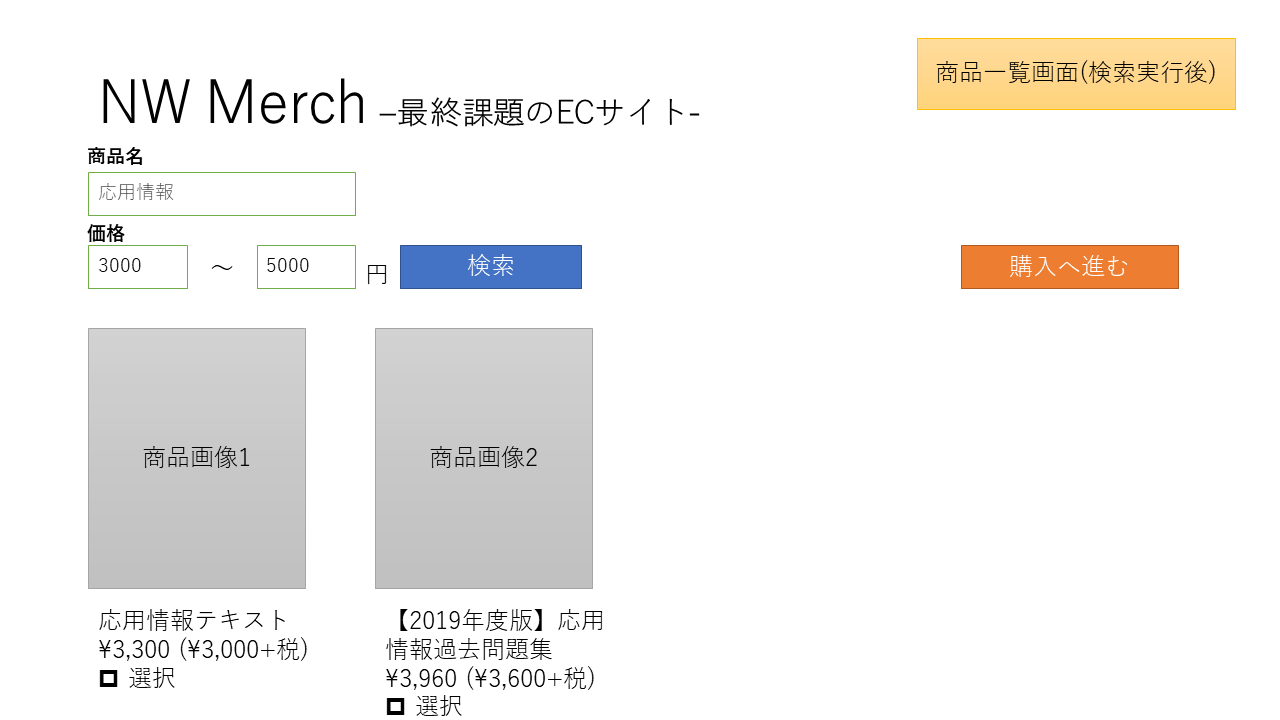 商品一覧画面(検索実行後)
NW Merch –最終課題のECサイト-
商品名
応用情報
価格
3000 ～ 5000 円 検索 購入へ進む
商品画像1 商品画像2
応用情報テキスト
¥3,300 (¥3,000+税)
選択
【2019年度版】応用
情報過去問題集
¥3,960 (¥3,600+税)
選択